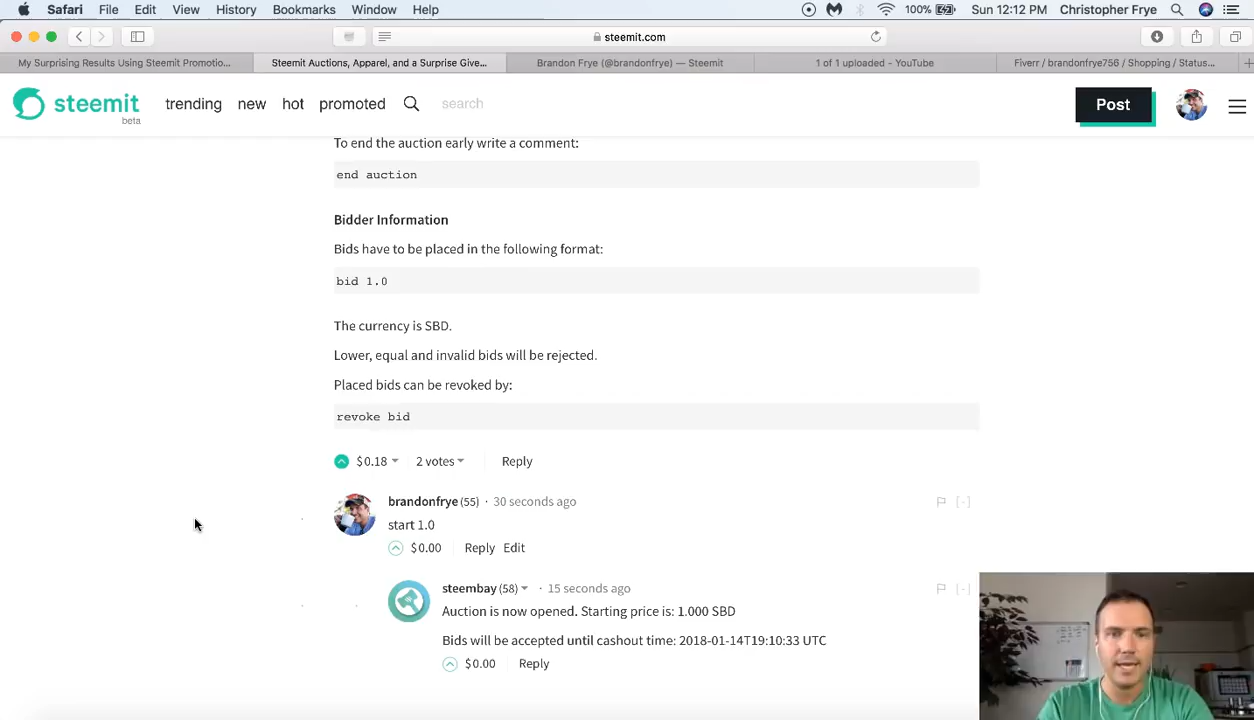 Safari File Edit View History Bookmarks Window Help 100% Sun 12:12 PM Christopher Frye
steemit.com
My Surprising Results Using Steemit Promotio... Steemit Auctions, Apparel, and a Surprise Give... Brandon Frye (@brandonfrye) — Steemit 1 of 1 uploaded - YouTube Fiverr / brandonfrye756 / Shopping / Status...
steemit beta trending new hot promoted search Post
To end the auction early write a comment:
end auction
Bidder Information
Bids have to be placed in the following format:
bid 1.0
The currency is SBD.
Lower, equal and invalid bids will be rejected.
Placed bids can be revoked by:
revoke bid
$0.18 2 votes Reply
brandonfrye (55) · 30 seconds ago [-]
start 1.0
$0.00 Reply Edit
steembay (58) · 15 seconds ago [-]
Auction is now opened. Starting price is: 1.000 SBD
Bids will be accepted until cashout time: 2018-01-14T19:10:33 UTC
$0.00 Reply